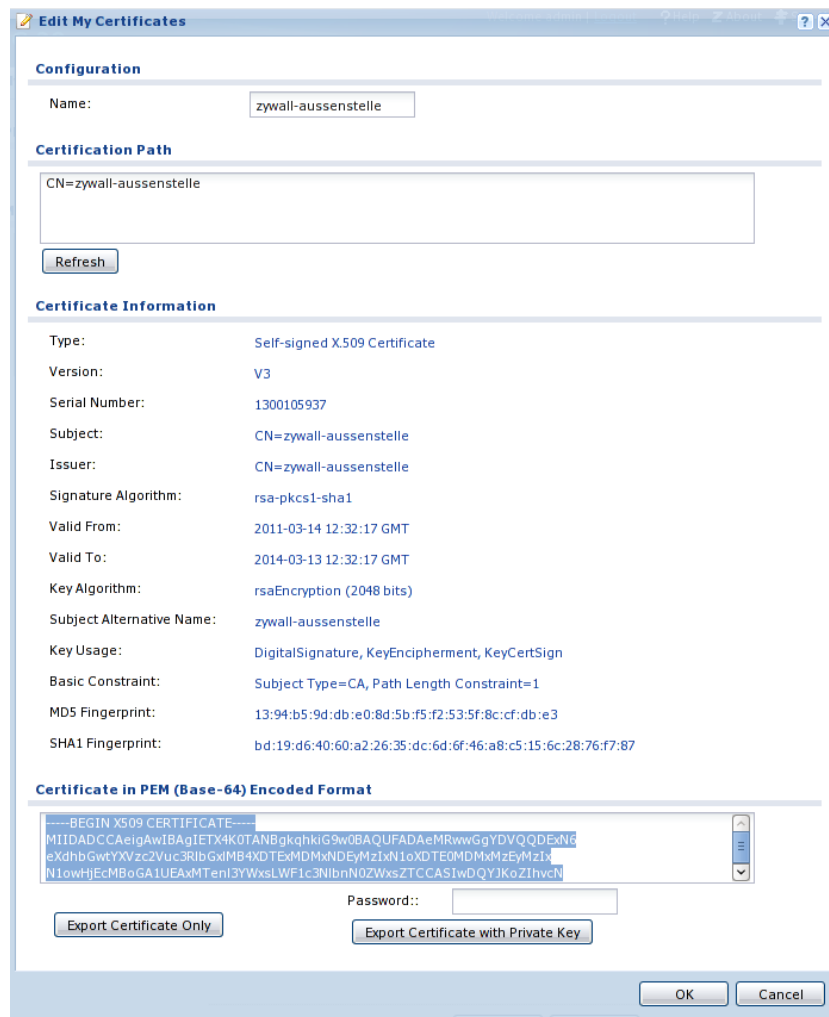 Edit My Certificates
Configuration
Name: zywall-aussenstelle
Certification Path
CN=zywall-aussenstelle
Refresh
Certificate Information
Type: Self-signed X.509 Certificate
Version: V3
Serial Number: 1300105937
Subject: CN=zywall-aussenstelle
Issuer: CN=zywall-aussenstelle
Signature Algorithm: rsa-pkcs1-sha1
Valid From: 2011-03-14 12:32:17 GMT
Valid To: 2014-03-13 12:32:17 GMT
Key Algorithm: rsaEncryption (2048 bits)
Subject Alternative Name: zywall-aussenstelle
Key Usage: DigitalSignature, KeyEncipherment, KeyCertSign
Basic Constraint: Subject Type=CA, Path Length Constraint=1
MD5 Fingerprint: 13:94:b5:9d:db:e0:8d:5b:f5:f2:53:5f:8c:cf:db:e3
SHA1 Fingerprint: bd:19:d6:40:60:a2:26:35:dc:6d:6f:46:a8:c5:15:6c:28:76:f7:87
Certificate in PEM (Base-64) Encoded Format
-----BEGIN X509 CERTIFICATE-----
MIIDADCCAeigAwIBAgIETX4K0TANBgkqhkiG9w0BAQUFADAeMRwwGgYDVQQDExN6
eXdhbGwtYXVzc2Vuc3RlbGxlMB4XDTExMDMxNDEyMzIxN1oXDTE0MDMxMzEyMzIx
N1owHjEcMBoGA1UEAxMTenl3YWxsLWF1c3NlbnN0ZWxsZTCCASIwDQYJKoZIhvcN
Password::
Export Certificate Only
Export Certificate with Private Key
OK Cancel